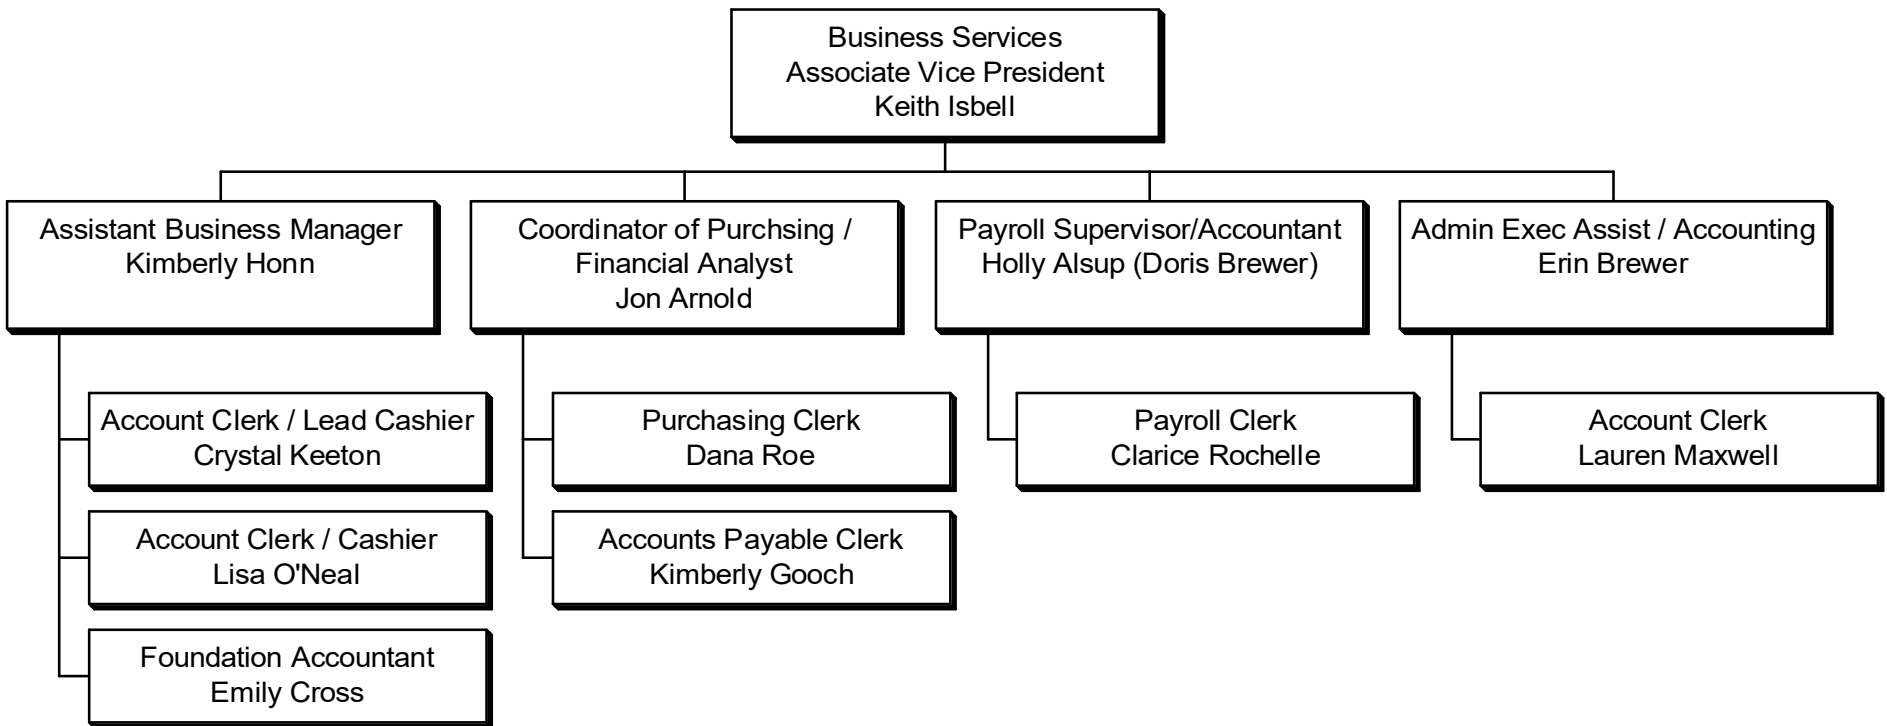 Business Services
Associate Vice President
Keith Isbell
Assistant Business Manager
Kimberly Honn
Coordinator of Purchsing /
Financial Analyst
Jon Arnold
Payroll Supervisor/Accountant
Holly Alsup (Doris Brewer)
Admin Exec Assist / Accounting
Erin Brewer
Account Clerk / Lead Cashier
Crystal Keeton
Purchasing Clerk
Dana Roe
Payroll Clerk
Clarice Rochelle
Account Clerk
Lauren Maxwell
Account Clerk / Cashier
Lisa O'Neal
Accounts Payable Clerk
Kimberly Gooch
Foundation Accountant
Emily Cross